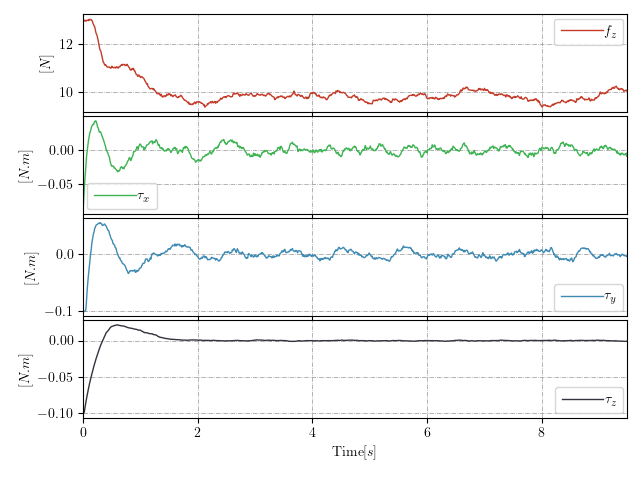 12
10
[N]
f_z
0.00
−0.05
[N.m]
τ_x
0.0
−0.1
[N.m]
τ_y
0.00
−0.05
−0.10
[N.m]
τ_z
0 2 4 6 8
Time[s]